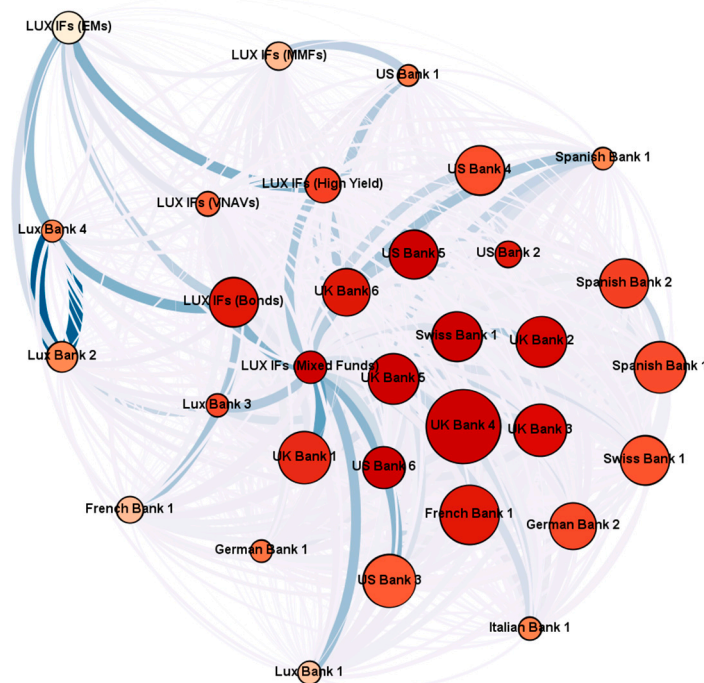 LUX IFs (EMs)
LUX IFs (MMFs)
US Bank 1
Spanish Bank 1
US Bank 4
LUX IFs (High Yield)
LUX IFs (VNAVs)
Lux Bank 4
US Bank 5
US Bank 2
Spanish Bank 2
UK Bank 6
LUX IFs (Bonds)
Swiss Bank 1
UK Bank 2
Lux Bank 2
LUX IFs (Mixed Funds)
Spanish Bank 1
UK Bank 5
Lux Bank 3
UK Bank 4
UK Bank 3
UK Bank 1
US Bank 6
Swiss Bank 1
French Bank 1
French Bank 1
German Bank 2
German Bank 1
US Bank 3
Italian Bank 1
Lux Bank 1